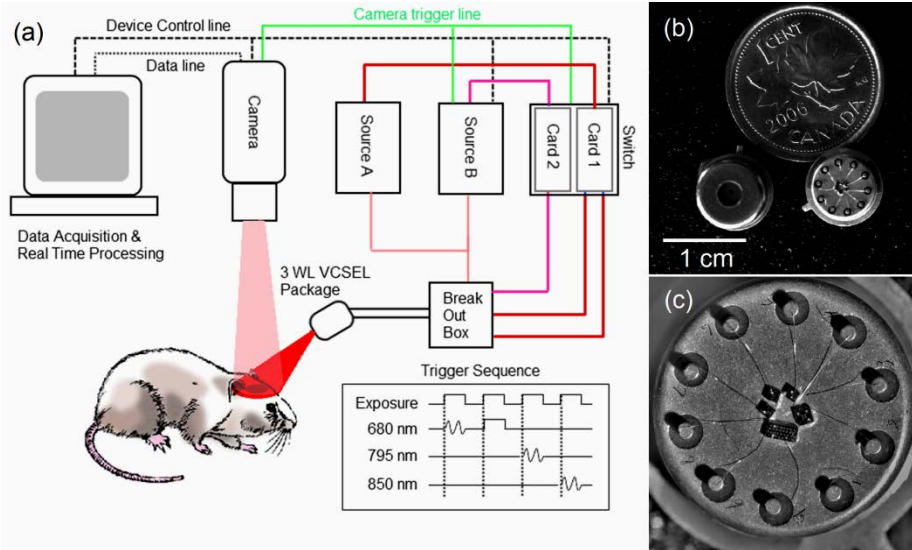 (a)
Device Control line
Camera trigger line
Data line
Camera
Source A
Source B
Card 2
Card 1
Switch
Data Acquisition &
Real Time Processing
3 WL VCSEL
Package
Break
Out
Box
Trigger Sequence
Exposure
680 nm
795 nm
850 nm
(b)
1 CENT
2006
CANADA
1 cm
(c)